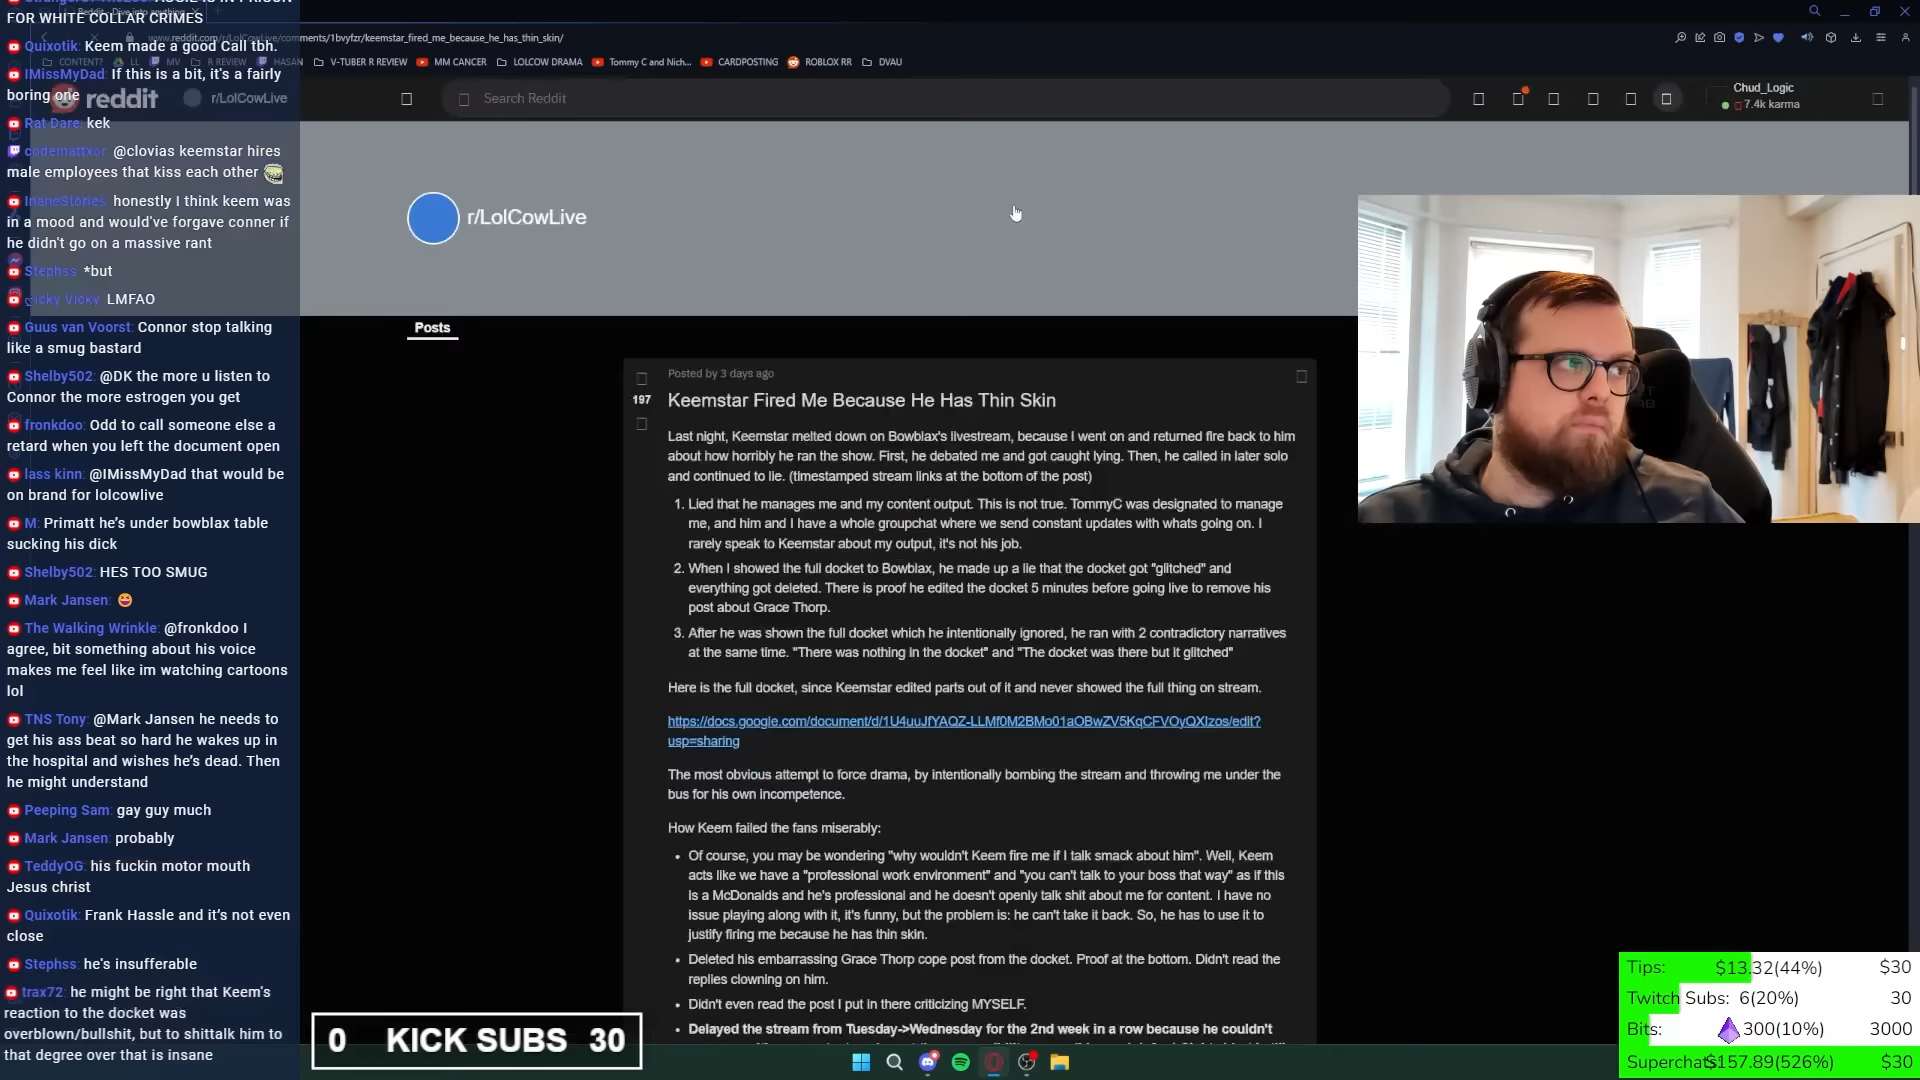 FOR WHITE COLLAR CRIMES
Quixotik: Keem made a good Call tbh.
IMissMyDad: If this is a bit, it's a fairly
boring one
Rat Dare: kek
codemattxor: @clovias keemstar hires
male employees that kiss each other
InaneStories: honestly I think keem was
in a mood and would've forgave conner if
he didn't go on a massive rant
Stephss: *but
Vicky: LMFAO
Guus van Voorst: Connor stop talking
like a smug bastard
Shelby502: @DK the more u listen to
Connor the more estrogen you get
fronkdoo: Odd to call someone else a
retard when you left the document open
lass kinn: @IMissMyDad that would be
on brand for lolcowlive
M: Primatt he's under bowblax table
sucking his dick
Shelby502: HES TOO SMUG
Mark Jansen: 😆
The Walking Wrinkle: @fronkdoo I
agree, bit something about his voice
makes me feel like im watching cartoons
lol
TNS Tony: @Mark Jansen he needs to
get his ass beat so hard he wakes up in
the hospital and wishes he's dead. Then
he might understand
Peeping Sam: gay guy much
Mark Jansen: probably
TeddyOG: his fuckin motor mouth
Jesus christ
Quixotik: Frank Hassle and it's not even
close
Stephss: he's insufferable
trax72: he might be right that Keem's
reaction to the docket was
overblown/bullshit, but to shittalk him to
that degree over that is insane
www.reddit.com/r/LolCowLive/comments/1bvyfzr/keemstar_fired_me_because_he_has_thin_skin/
CONTENT? LL MV R REVIEW HASAN V-TUBER R REVIEW MM CANCER LOLCOW DRAMA Tommy C and Nich... CARDPOSTING ROBLOX RR DVAU
reddit r/LolCowLive Search Reddit
Chud_Logic
7.4k karma
r/LolCowLive
Posts
Posted by 3 days ago
197 Keemstar Fired Me Because He Has Thin Skin
Last night, Keemstar melted down on Bowblax's livestream, because I went on and returned fire back to him
about how horribly he ran the show. First, he debated me and got caught lying. Then, he called in later solo
and continued to lie. (timestamped stream links at the bottom of the post)
1. Lied that he manages me and my content output. This is not true. TommyC was designated to manage
me, and him and I have a whole groupchat where we send constant updates with whats going on. I
rarely speak to Keemstar about my output, it's not his job.
2. When I showed the full docket to Bowblax, he made up a lie that the docket got "glitched" and
everything got deleted. There is proof he edited the docket 5 minutes before going live to remove his
post about Grace Thorp.
3. After he was shown the full docket which he intentionally ignored, he ran with 2 contradictory narratives
at the same time. "There was nothing in the docket" and "The docket was there but it glitched"
Here is the full docket, since Keemstar edited parts out of it and never showed the full thing on stream.
https://docs.google.com/document/d/1U4uuJfYAQZ-LLMf0M2BMo01aOBwZV5KqCFVOyQXIzos/edit?
usp=sharing
The most obvious attempt to force drama, by intentionally bombing the stream and throwing me under the
bus for his own incompetence.
How Keem failed the fans miserably:
• Of course, you may be wondering "why wouldn't Keem fire me if I talk smack about him". Well, Keem
acts like we have a "professional work environment" and "you can't talk to your boss that way" as if this
is a McDonalds and he's professional and he doesn't openly talk shit about me for content. I have no
issue playing along with it, it's funny, but the problem is: he can't take it back. So, he has to use it to
justify firing me because he has thin skin.
• Deleted his embarrassing Grace Thorp cope post from the docket. Proof at the bottom. Didn't read the
replies clowning on him.
• Didn't even read the post I put in there criticizing MYSELF.
• Delayed the stream from Tuesday->Wednesday for the 2nd week in a row because he couldn't
0 KICK SUBS 30
Tips: $13.32(44%) $30
Twitch Subs: 6(20%) 30
Bits: 300(10%) 3000
Superchats: $157.89(526%) $30